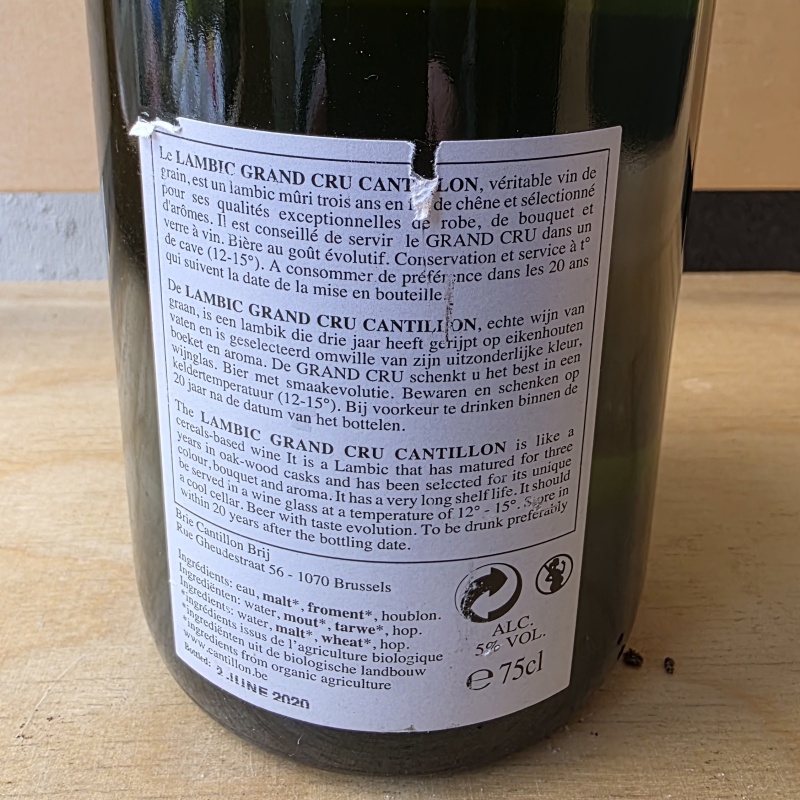 Le LAMBIC GRAND CRU CANTILLON, véritable vin de
grain, est un lambic mûri trois ans en de chêne et sélectionné
pour ses qualités exceptionnelles de robe, de bouquet et
d'arômes. Il est conseillé de servir le GRAND CRU dans un
verre à vin. Bière au goût évolutif. Conservation et service à t°
de cave (12-15°). A consommer de préférence dans les 20 ans
qui suivent la date de la mise en bouteille.
De LAMBIC GRAND CRU CANTILLON, echte wijn van
graan, is een lambik die drie jaar heeft gerijpt op eikenhouten
vaten en is geselecteerd omwille van zijn uitzonderlijke kleur,
boeket en aroma. De GRAND CRU schenkt u het best in een
wijnglas. Bier met smaakevolutie. Bewaren en schenken op
keldertemperatuur (12-15°). Bij voorkeur te drinken binnen de
20 jaar na de datum van het bottelen.
The LAMBIC GRAND CRU CANTILLON is like a
cereals-based wine It is a Lambic that has matured for three
years in oak-wood casks and has been selected for its unique
colour, bouquet and aroma. It has a very long shelf life. It should
be served in a wine glass at a temperature of 12° - 15°. Store in
a cool cellar. Beer with taste evolution. To be drunk preferably
within 20 years after the bottling date.
Brie Cantillon Brij
Rue Gheudestraat 56 - 1070 Brussels
Ingrédients: eau, malt*, froment*, houblon.
Ingrediënten: water, mout*, tarwe*, hop.
Ingredients: water, malt*, wheat*, hop.
*ingrédients issus de l'agriculture biologique
*ingrediënten uit de biologische landbouw
*ingredients from organic agriculture
www.cantillon.be
Bottled: 2 JUNE 2020
ALC.
5% VOL.
e 75cl